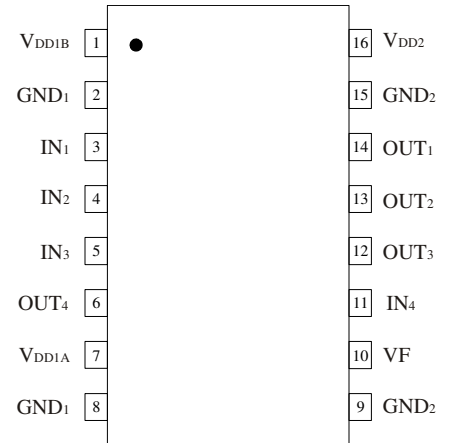 VDD1B 1 16 VDD2
GND1 2 15 GND2
IN1 3 14 OUT1
IN2 4 13 OUT2
IN3 5 12 OUT3
OUT4 6 11 IN4
VDD1A 7 10 VF
GND1 8 9 GND2